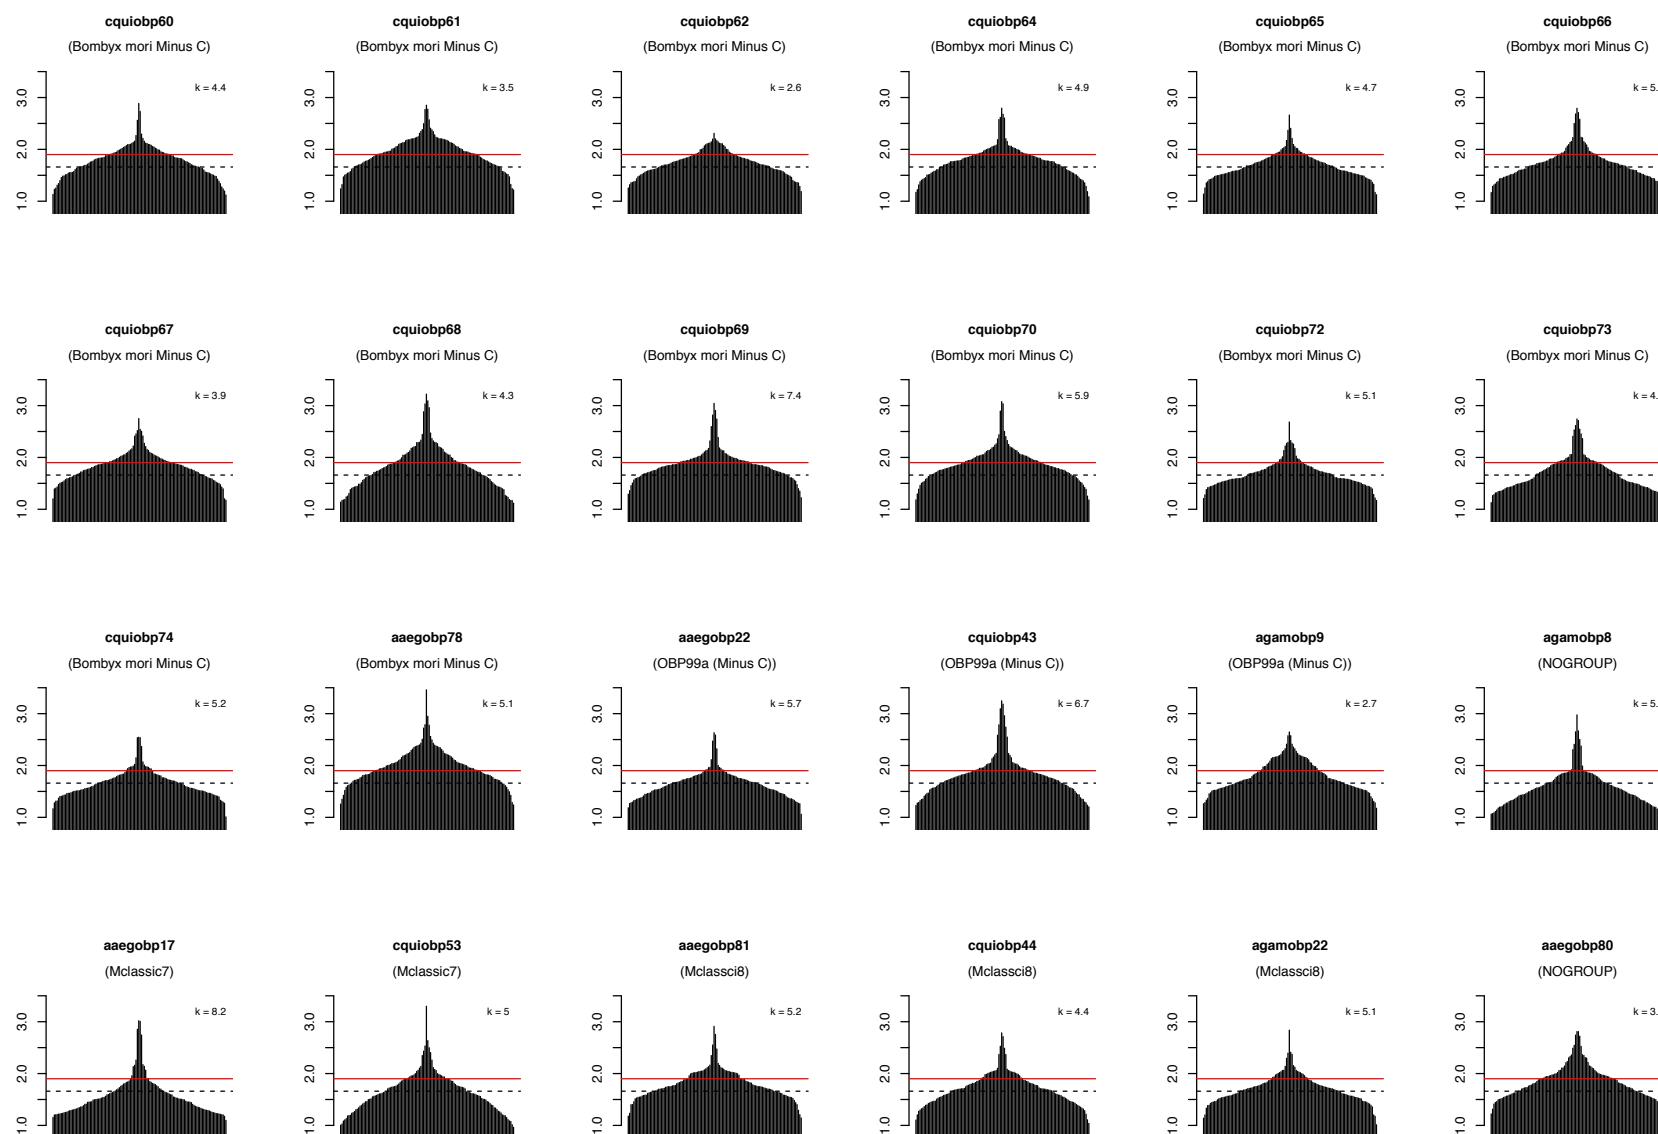 cquiobp60 cquiobp61 cquiobp62 cquiobp64 cquiobp65 cquiobp66
(Bombyx mori Minus C) (Bombyx mori Minus C) (Bombyx mori Minus C) (Bombyx mori Minus C) (Bombyx mori Minus C) (Bombyx mori Minus C)
k = 4.4 k = 3.5 k = 2.6 k = 4.9 k = 4.7 k = 5.
3.0 3.0 3.0 3.0 3.0 3.0
2.0 2.0 2.0 2.0 2.0 2.0
1.0 1.0 1.0 1.0 1.0 1.0
cquiobp67 cquiobp68 cquiobp69 cquiobp70 cquiobp72 cquiobp73
(Bombyx mori Minus C) (Bombyx mori Minus C) (Bombyx mori Minus C) (Bombyx mori Minus C) (Bombyx mori Minus C) (Bombyx mori Minus C)
k = 3.9 k = 4.3 k = 7.4 k = 5.9 k = 5.1 k = 4.
3.0 3.0 3.0 3.0 3.0 3.0
2.0 2.0 2.0 2.0 2.0 2.0
1.0 1.0 1.0 1.0 1.0 1.0
cquiobp74 aaegobp78 aaegobp22 cquiobp43 agamobp9 agamobp8
(Bombyx mori Minus C) (Bombyx mori Minus C) (OBP99a (Minus C)) (OBP99a (Minus C)) (OBP99a (Minus C)) (NOGROUP)
k = 5.2 k = 5.1 k = 5.7 k = 6.7 k = 2.7 k = 5.
3.0 3.0 3.0 3.0 3.0 3.0
2.0 2.0 2.0 2.0 2.0 2.0
1.0 1.0 1.0 1.0 1.0 1.0
aaegobp17 cquiobp53 aaegobp81 cquiobp44 agamobp22 aaegobp80
(Mclassic7) (Mclassic7) (Mclassci8) (Mclassci8) (Mclassci8) (NOGROUP)
k = 8.2 k = 5 k = 5.2 k = 4.4 k = 5.1 k = 3.
3.0 3.0 3.0 3.0 3.0 3.0
2.0 2.0 2.0 2.0 2.0 2.0
1.0 1.0 1.0 1.0 1.0 1.0